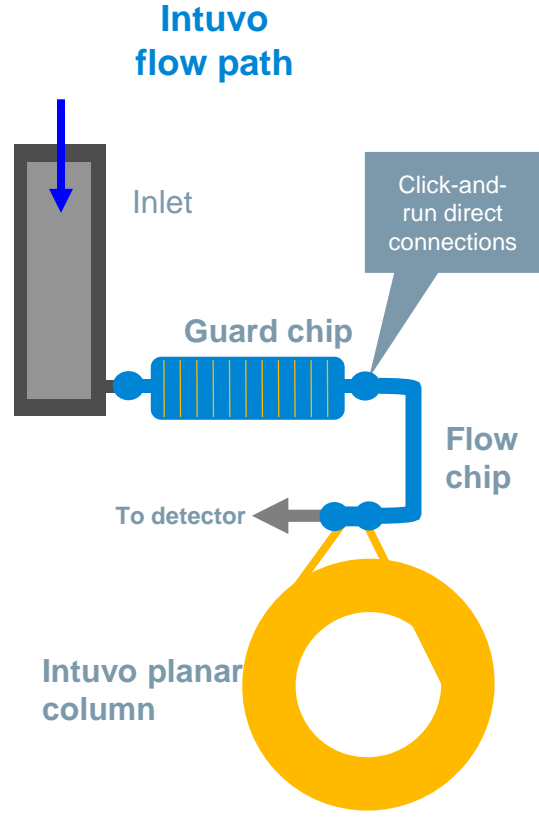 Intuvo
flow path
Inlet
Click-and-
run direct
connections
Guard chip
Flow
chip
To detector
Intuvo planar
column